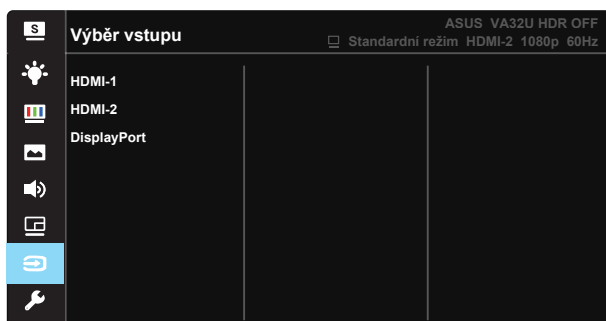 S
Výběr vstupu
ASUS VA32U HDR OFF
Standardní režim HDMI-2 1080p 60Hz
HDMI-1
HDMI-2
DisplayPort